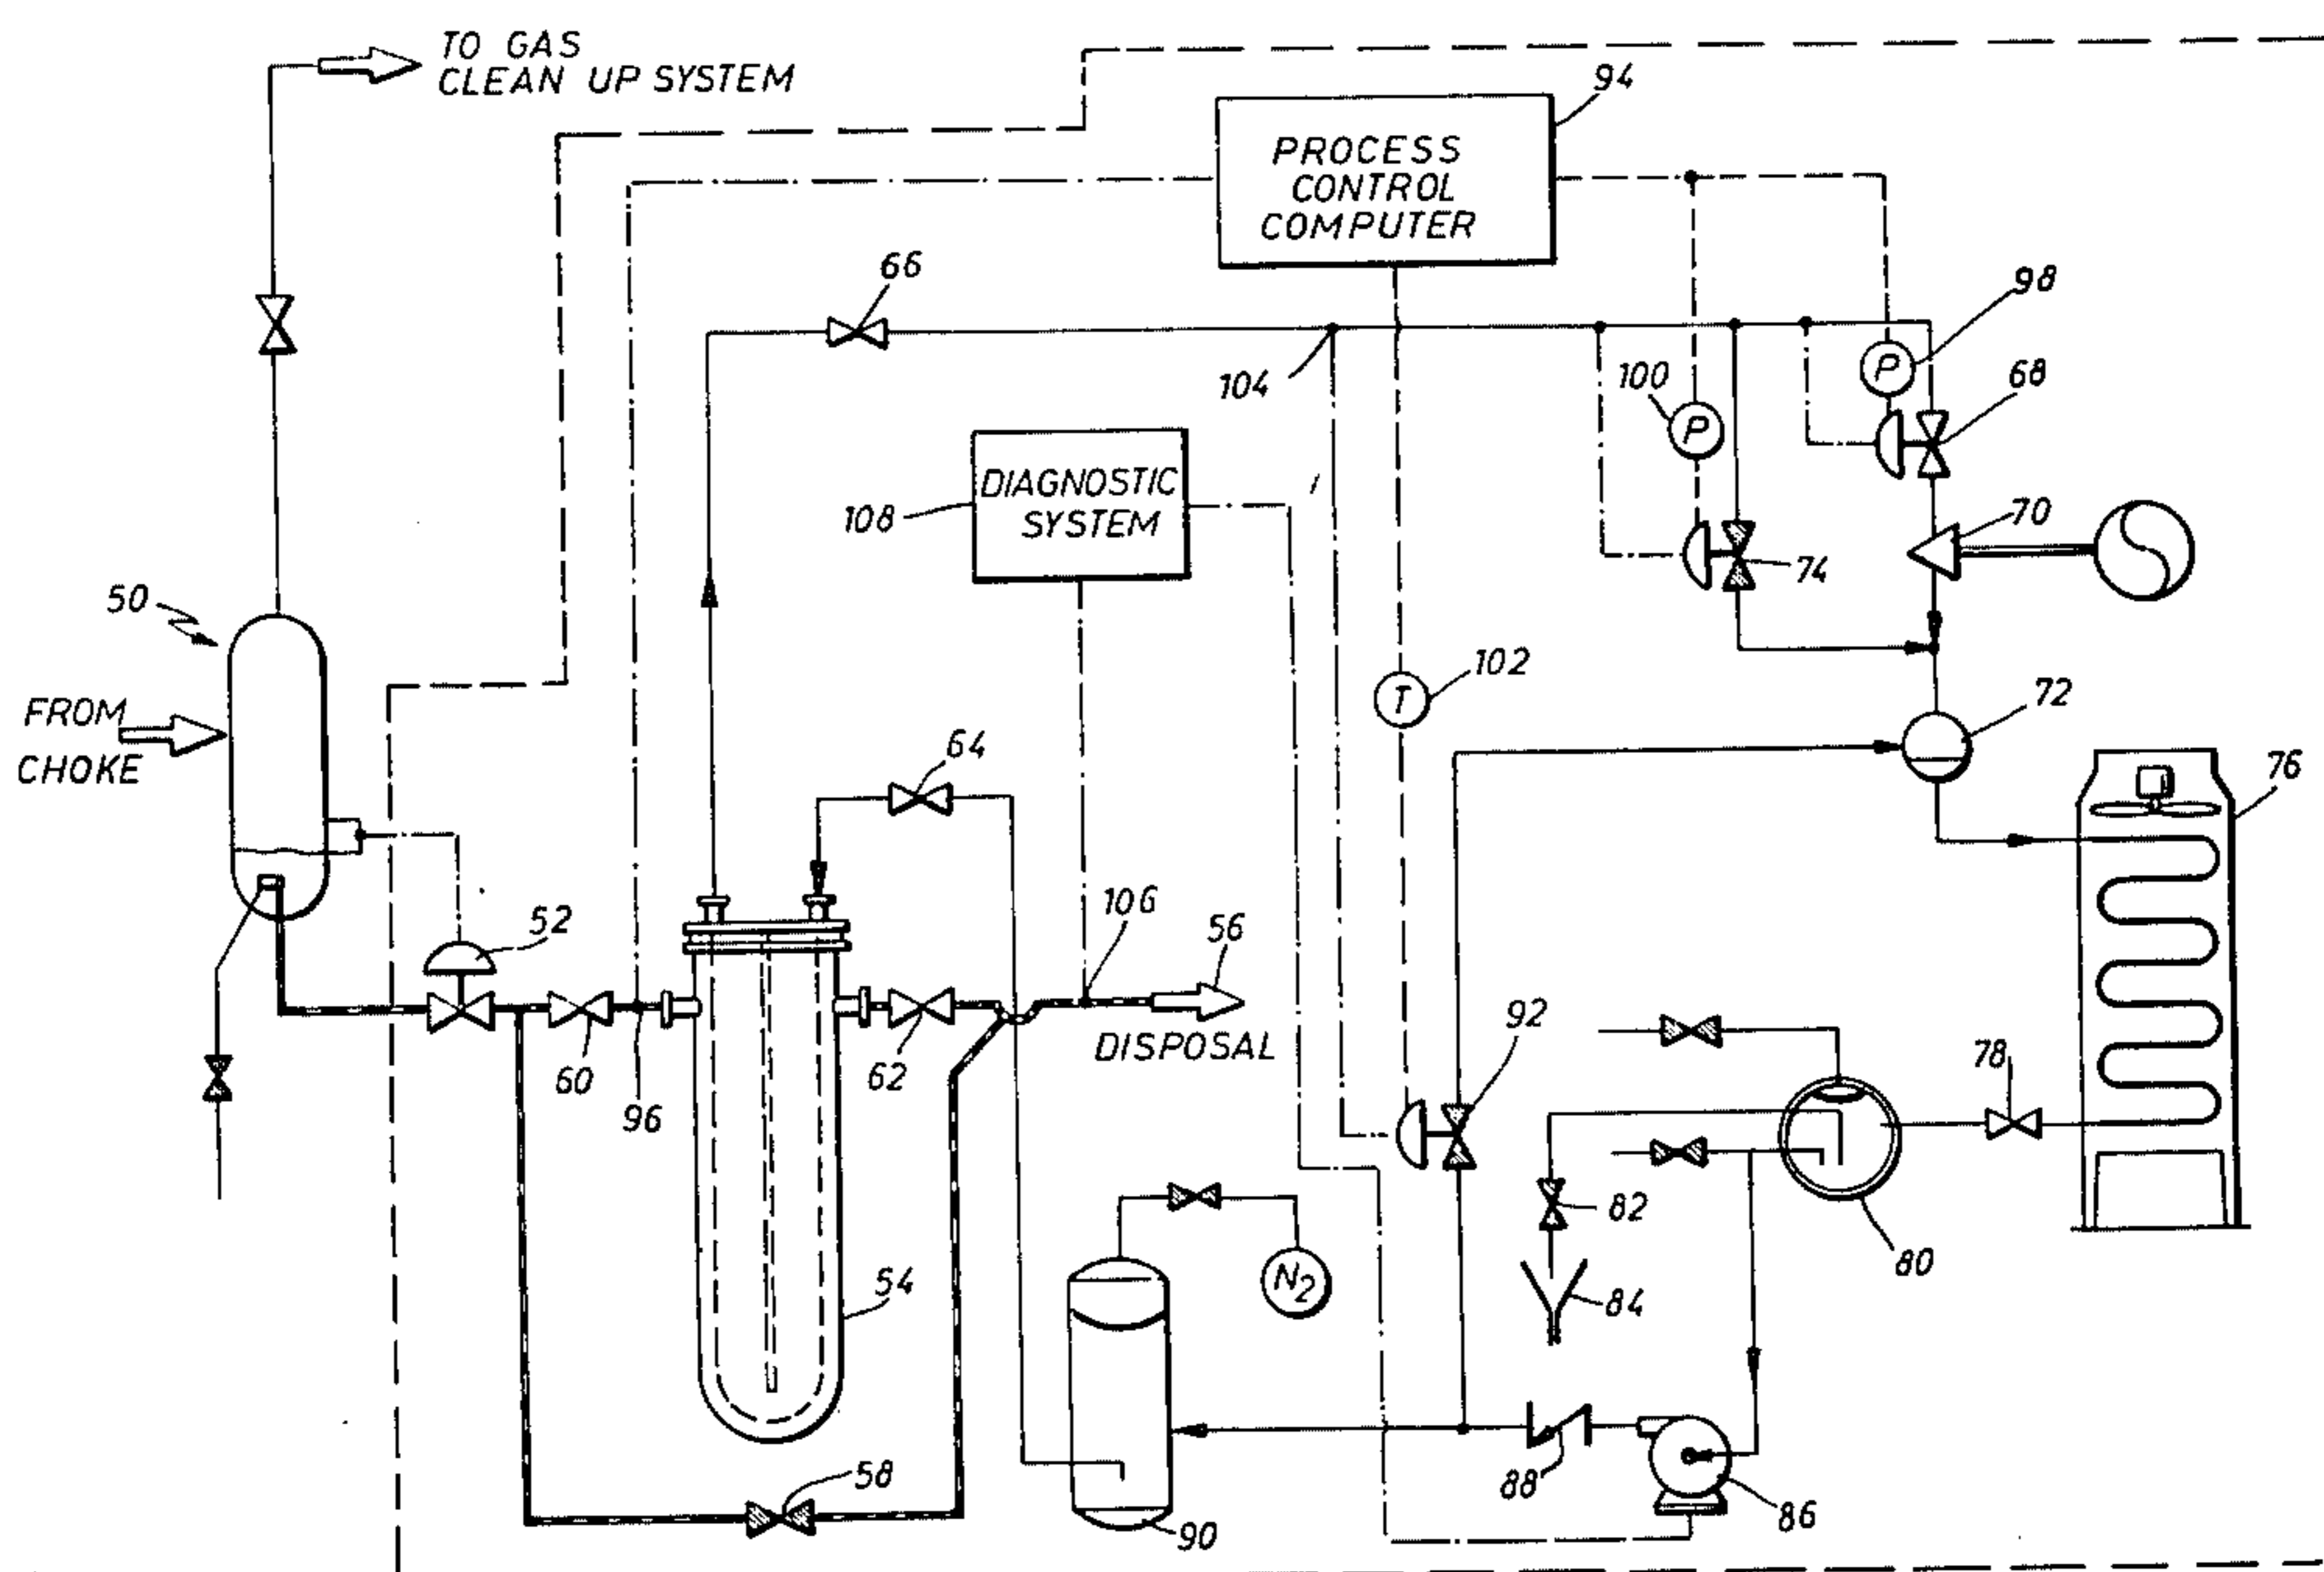 TO GAS
CLEAN UP SYSTEM
94
PROCESS
CONTROL
COMPUTER
66
98
104
100
P
P
68
DIAGNOSTIC
SYSTEM
108
70
74
50
102
T
72
FROM
CHOKE
64
76
106
56
52
DISPOSAL
92
78
60
62
96
82
80
N2
54
84
58
88
86
90